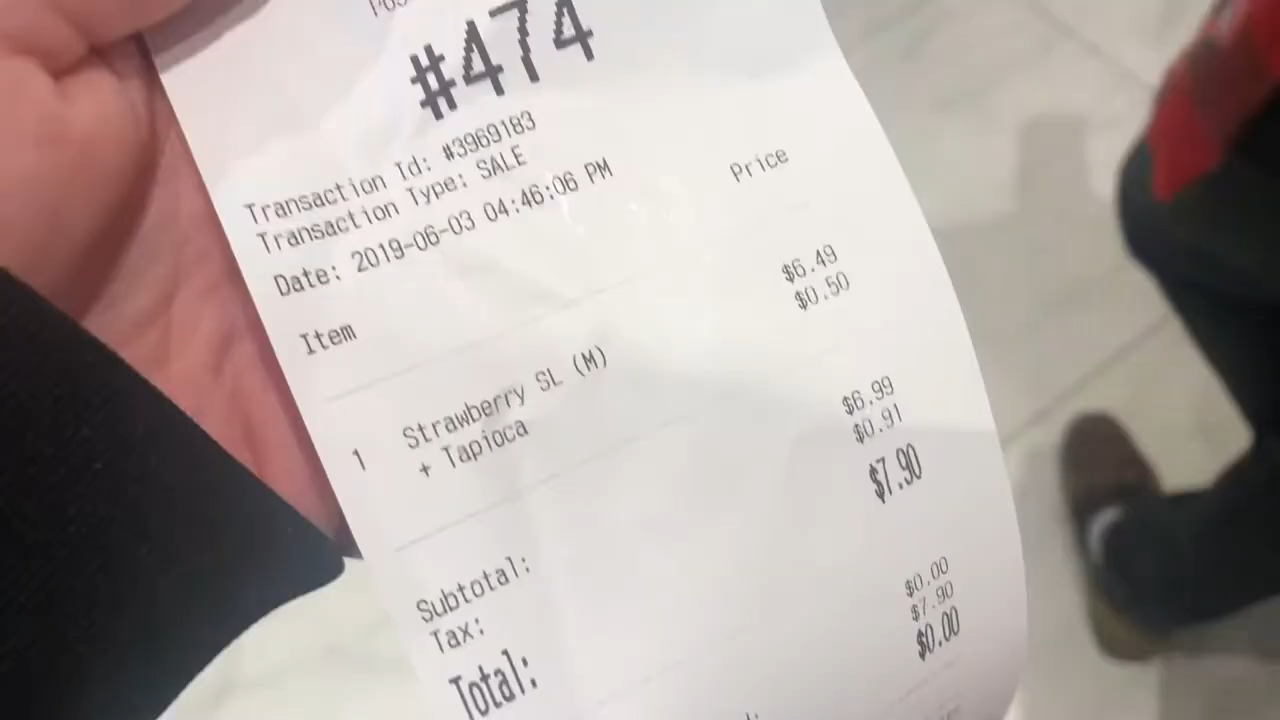 #474
Transaction Id: #3969183
Transaction Type: SALE
Date: 2019-06-03 04:46:06 PM
Item Price
1 Strawberry SL (M) $6.49
+ Tapioca $0.50
Subtotal: $6.99
Tax: $0.91
Total: $7.90
$0.00
$7.90
$0.00